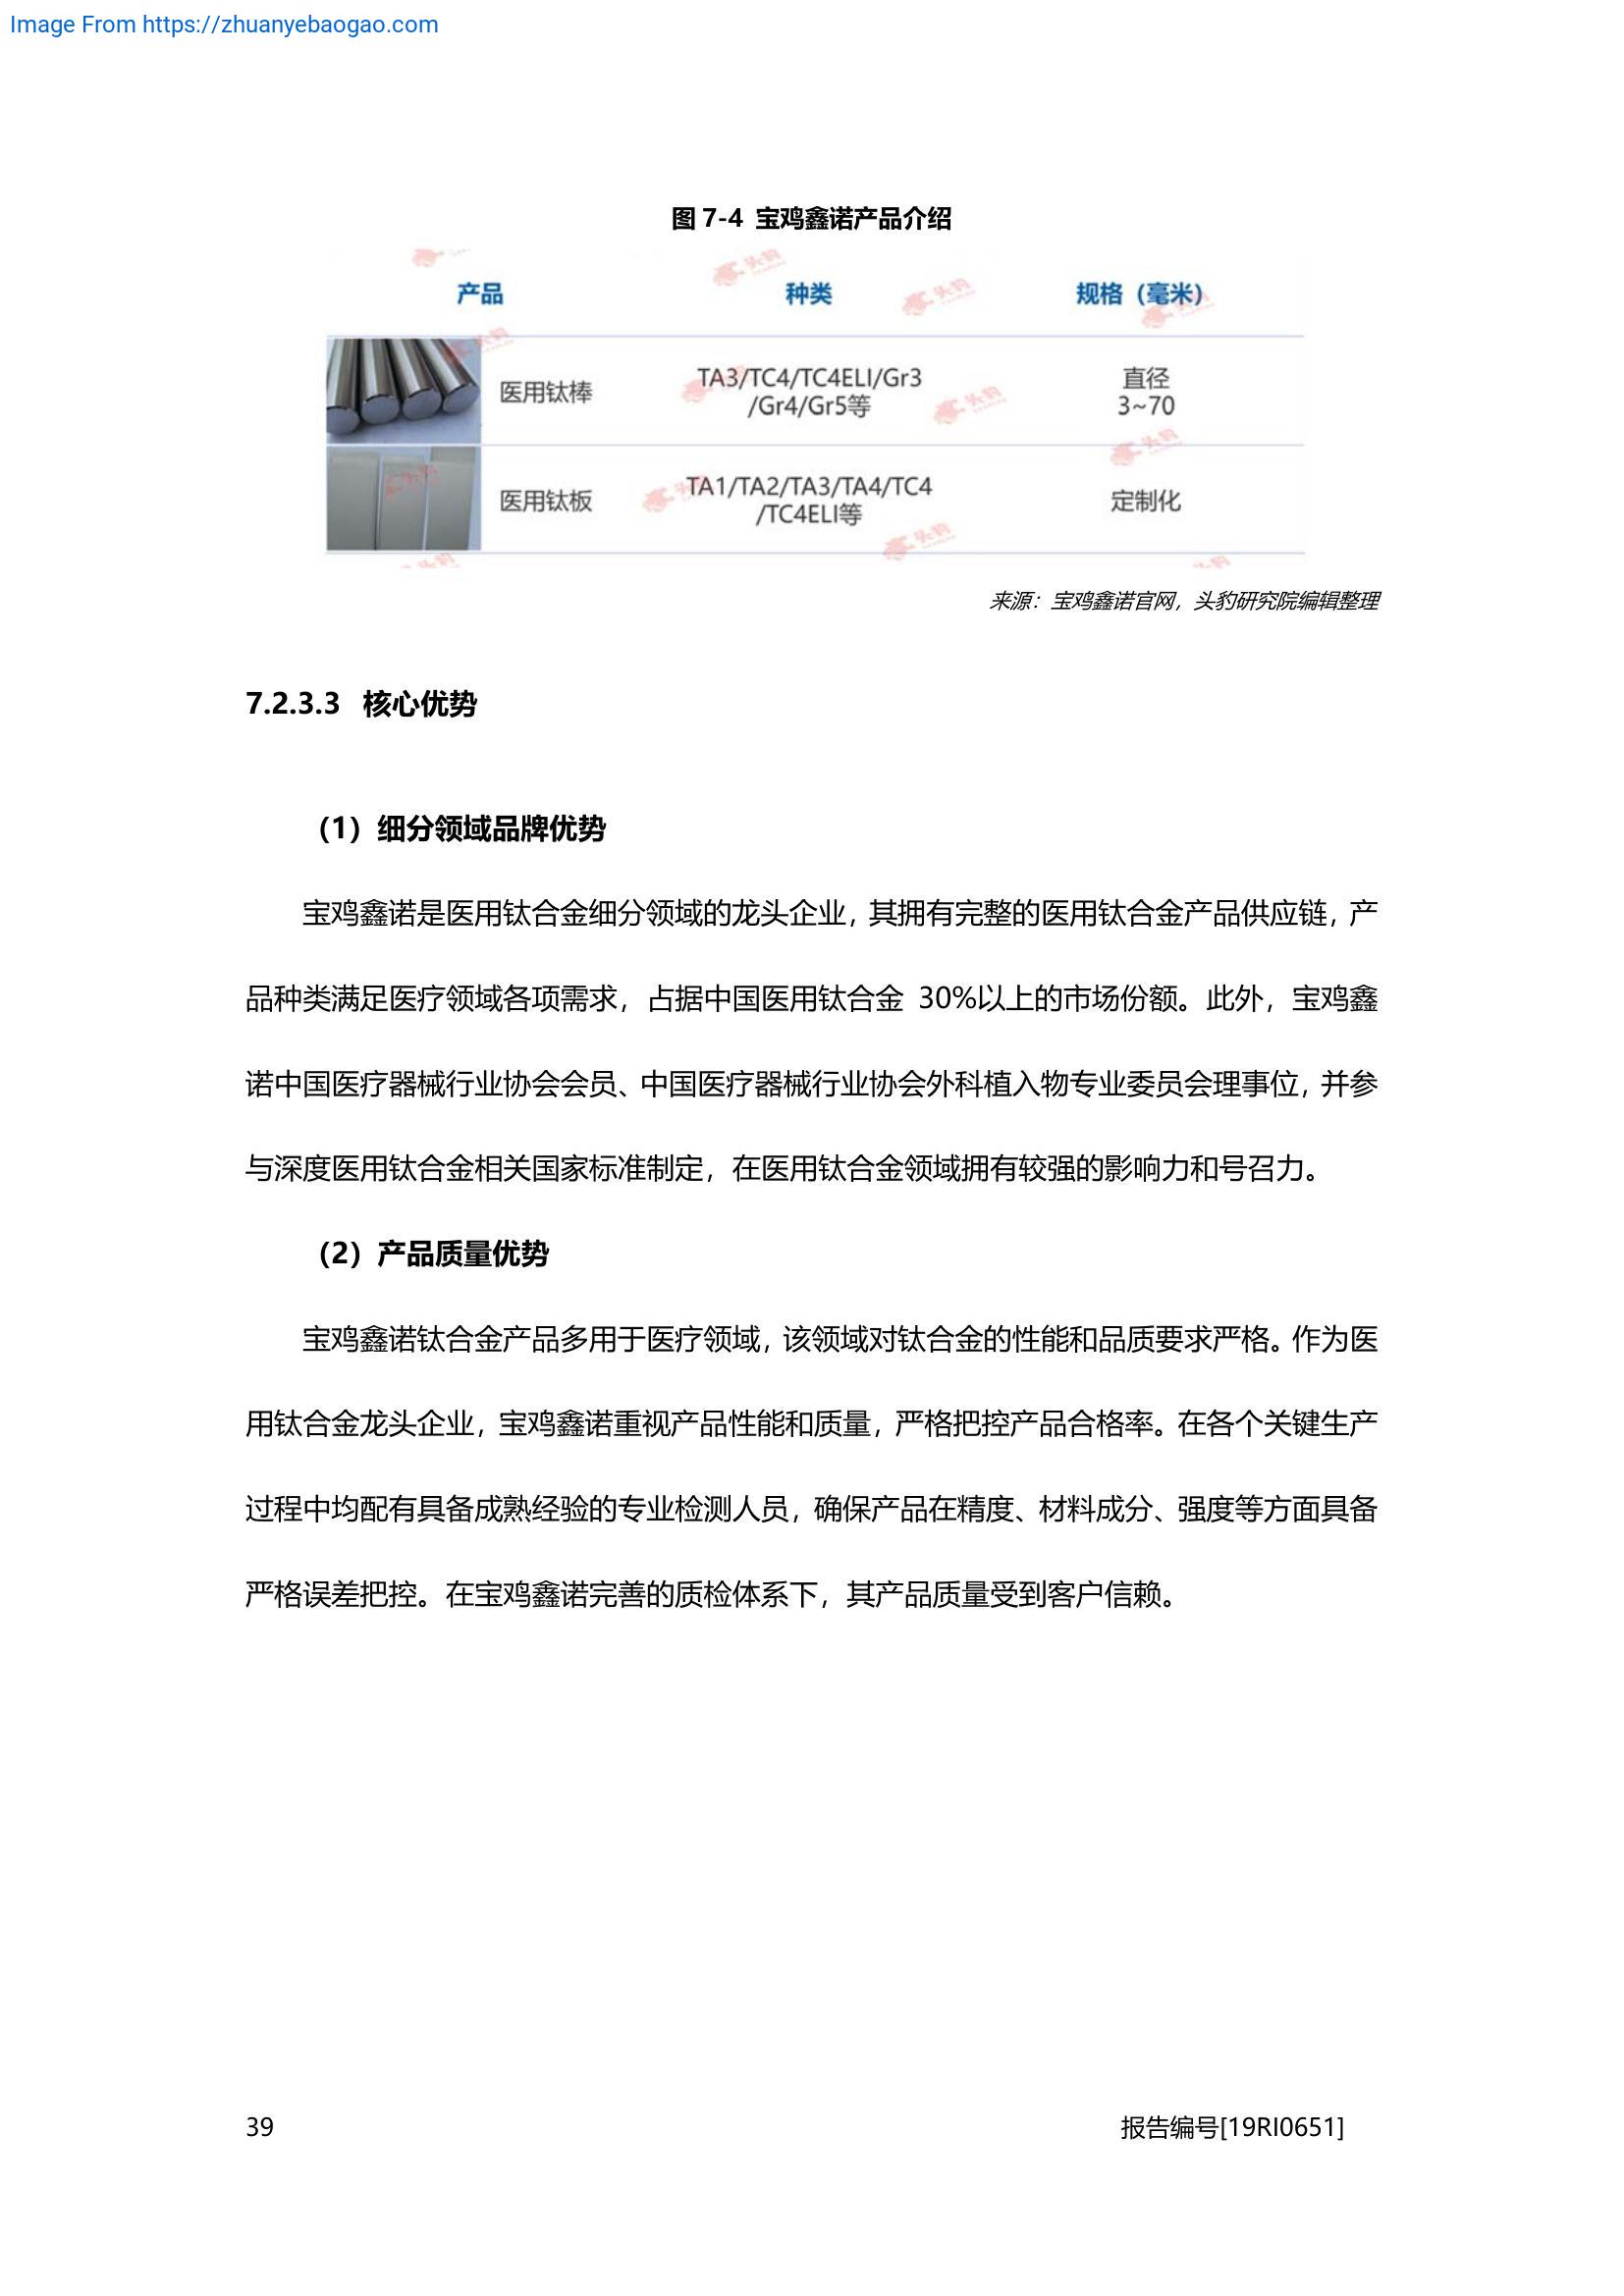 Image From https://zhuanyebaogao.com
图 7-4 宝鸡鑫诺产品介绍
产品 种类 规格（毫米）
医用钛棒 TA3/TC4/TC4ELI/Gr3 直径
/Gr4/Gr5等 3~70
医用钛板 TA1/TA2/TA3/TA4/TC4 定制化
/TC4ELI等
来源：宝鸡鑫诺官网，头豹研究院编辑整理
7.2.3.3 核心优势
（1）细分领域品牌优势
宝鸡鑫诺是医用钛合金细分领域的龙头企业，其拥有完整的医用钛合金产品供应链，产
品种类满足医疗领域各项需求，占据中国医用钛合金 30%以上的市场份额。此外，宝鸡鑫
诺中国医疗器械行业协会会员、中国医疗器械行业协会外科植入物专业委员会理事位，并参
与深度医用钛合金相关国家标准制定，在医用钛合金领域拥有较强的影响力和号召力。
（2）产品质量优势
宝鸡鑫诺钛合金产品多用于医疗领域，该领域对钛合金的性能和品质要求严格。作为医
用钛合金龙头企业，宝鸡鑫诺重视产品性能和质量，严格把控产品合格率。在各个关键生产
过程中均配有具备成熟经验的专业检测人员，确保产品在精度、材料成分、强度等方面具备
严格误差把控。在宝鸡鑫诺完善的质检体系下，其产品质量受到客户信赖。
39 报告编号[19RI0651]